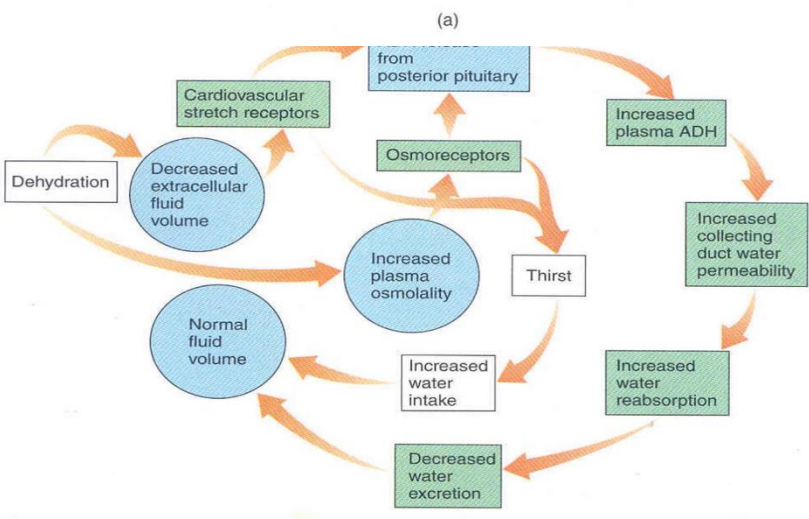 (a)
from
posterior pituitary
Cardiovascular
stretch receptors
Increased
plasma ADH
Osmoreceptors
Dehydration
Decreased
extracellular
fluid
volume
Increased
collecting
duct water
permeability
Increased
plasma
osmolality
Thirst
Normal
fluid
volume
Increased
water
intake
Increased
water
reabsorption
Decreased
water
excretion